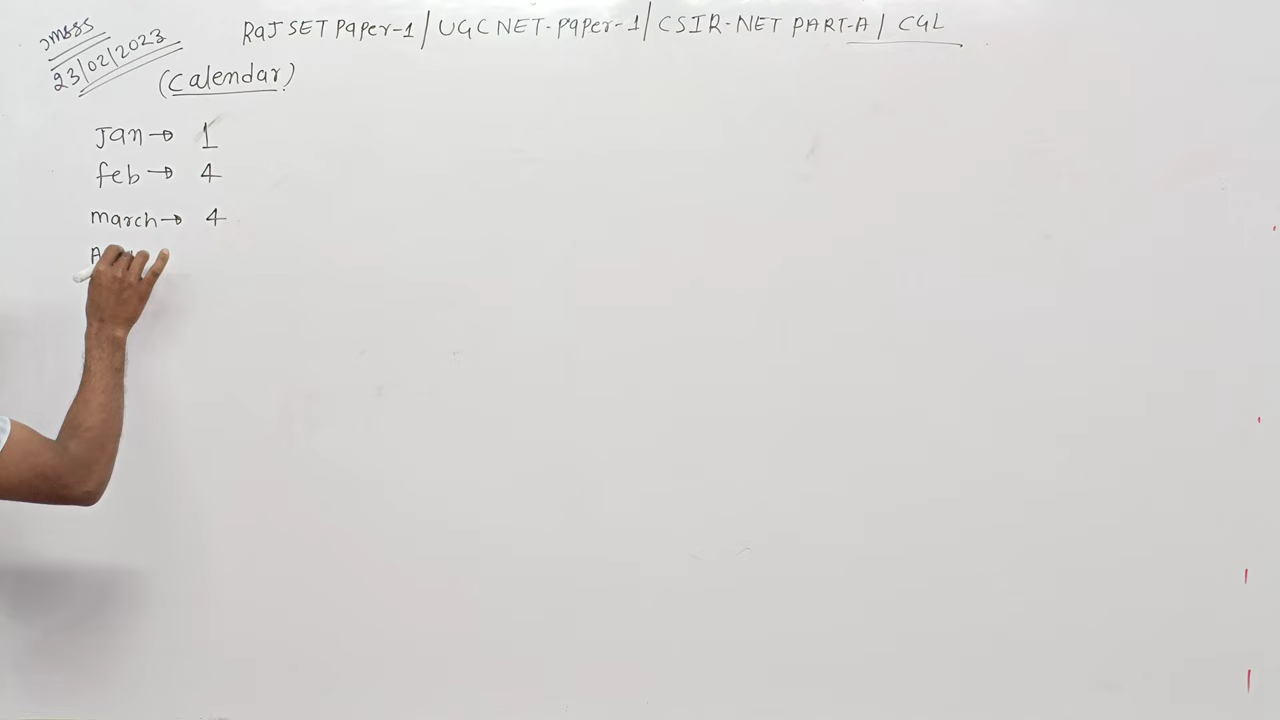 RAJ SET Paper-1 / UGC NET-Paper-1 / CSIR-NET PART-A / CGL
JMBSS
23/02/2023
(Calendar)
Jan → 1
feb → 4
march → 4
A